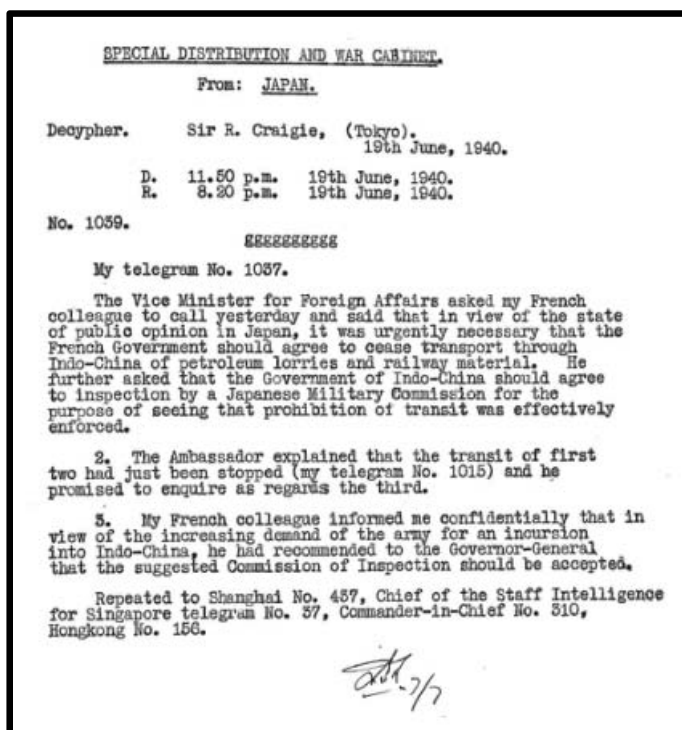 SPECIAL DISTRIBUTION AND WAR CABINET.
From: JAPAN.
Decypher. Sir R. Craigie, (Tokyo).
19th June, 1940.
D. 11.50 p.m. 19th June, 1940.
R. 8.20 p.m. 19th June, 1940.
No. 1039.
gggggggggg
My telegram No. 1037.
The Vice Minister for Foreign Affairs asked my French
colleague to call yesterday and said that in view of the state
of public opinion in Japan, it was urgently necessary that the
French Government should agree to cease transport through
Indo-China of petroleum lorries and railway material. He
further asked that the Government of Indo-China should agree
to inspection by a Japanese Military Commission for the
purpose of seeing that prohibition of transit was effectively
enforced.
2. The Ambassador explained that the transit of first
two had just been stopped (my telegram No. 1015) and he
promised to enquire as regards the third.
3. My French colleague informed me confidentially that in
view of the increasing demand of the army for an incursion
into Indo-China, he had recommended to the Governor-General
that the suggested Commission of Inspection should be accepted.
Repeated to Shanghai No. 457, Chief of the Staff Intelligence
for Singapore telegram No. 37, Commander-in-Chief No. 310,
Hongkong No. 156.
7/7